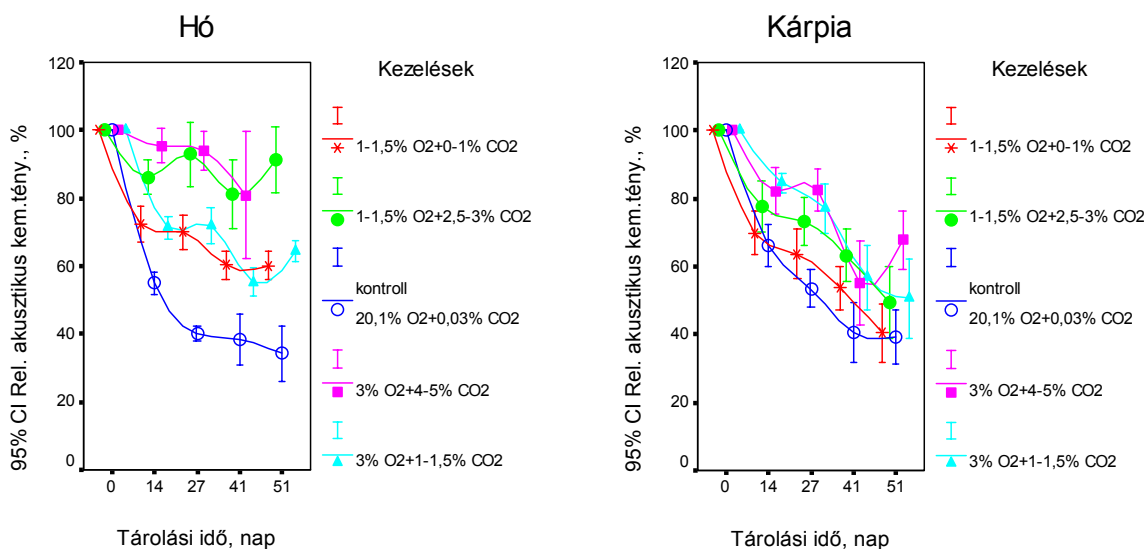 Hó
95% CI Rel. akusztikus kem.tény., %
120
100
80
60
40
20
0
0 14 27 41 51
Tárolási idő, nap
Kezelések
1-1,5% O2+0-1% CO2
1-1,5% O2+2,5-3% CO2
kontroll
20,1% O2+0,03% CO2
3% O2+4-5% CO2
3% O2+1-1,5% CO2
Kárpia
95% CI Rel. akusztikus kem.tény., %
120
100
80
60
40
20
0
0 14 27 41 51
Tárolási idő, nap
Kezelések
1-1,5% O2+0-1% CO2
1-1,5% O2+2,5-3% CO2
kontroll
20,1% O2+0,03% CO2
3% O2+4-5% CO2
3% O2+1-1,5% CO2